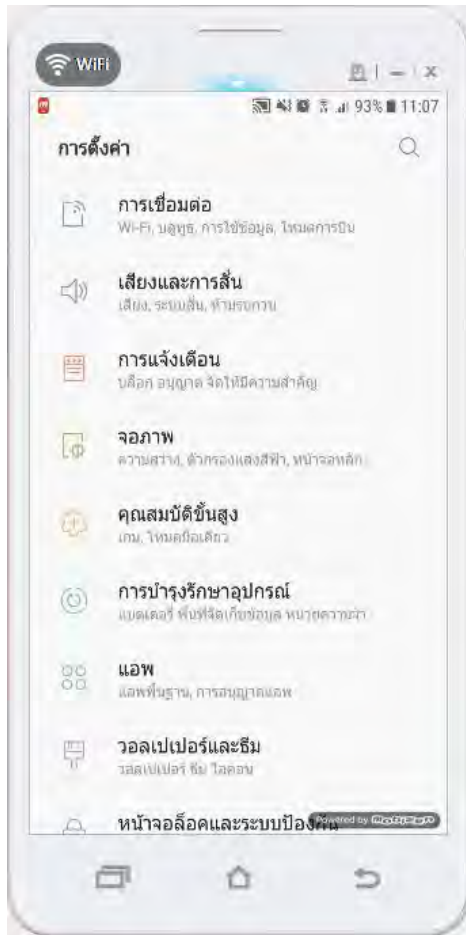 WiFi
93% 11:07
การตั้งค่า
การเชื่อมต่อ
Wi-Fi, บลูทูธ, การใช้ข้อมูล, โหมดการบิน
เสียงและการสั่น
เสียง, ระบบสั่น, ห้ามรบกวน
การแจ้งเตือน
บล็อก อนุญาต จัดให้มีความสำคัญ
จอภาพ
ความสว่าง, ตัวกรองแสงสีฟ้า, หน้าจอหลัก
คุณสมบัติขั้นสูง
เกม, โหมดมือเดียว
การบำรุงรักษาอุปกรณ์
แบตเตอรี่ พื้นที่จัดเก็บข้อมูล หน่วยความจำ
แอพ
แอพพื้นฐาน, การอนุญาตแอพ
วอลเปเปอร์และธีม
วอลเปเปอร์ ธีม ไอคอน
หน้าจอล็อคและระบบป้องกัน
Powered by Mobizen